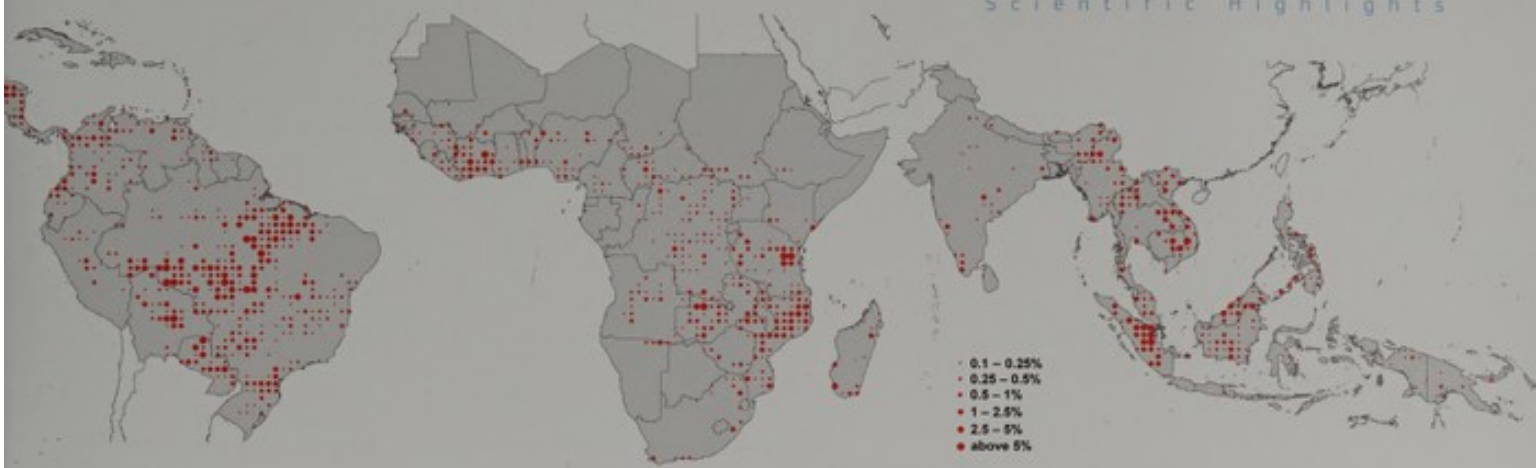 Scientific Highlights
0.1 – 0.25%
0.25 – 0.5%
0.5 – 1%
1 – 2.5%
2.5 – 5%
above 5%